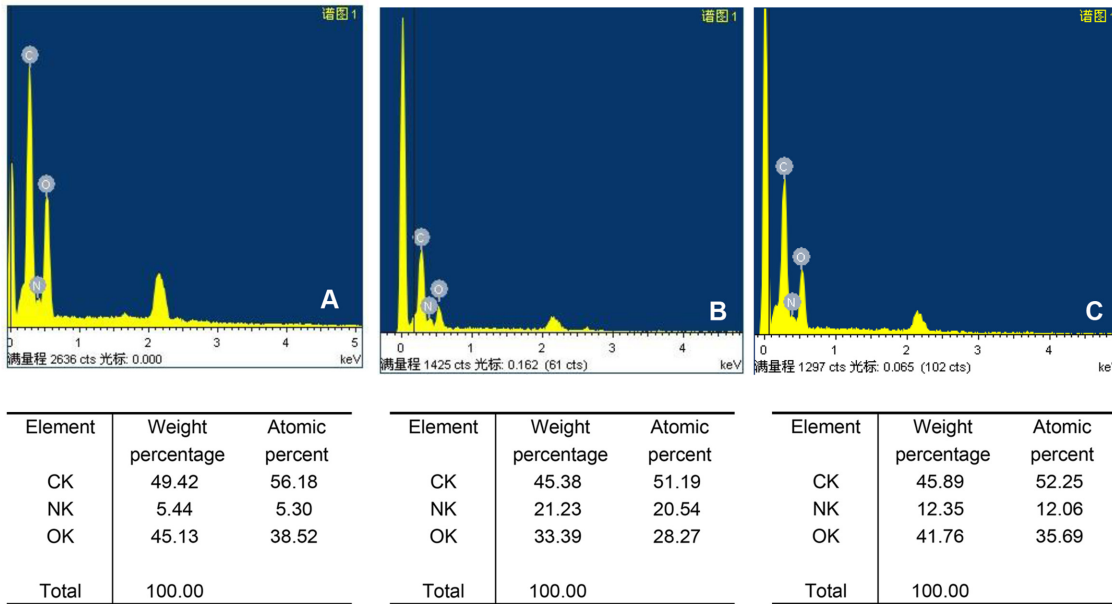 谱图 1
C
O
N
A
0 1 2 3 4 5
满量程 2636 cts 光标: 0.000 keV
谱图 1
C
O
N
B
0 1 2 3 4
满量程 1425 cts 光标: 0.162 (61 cts) keV
谱图
C
O
N
C
0 1 2 3 4
满量程 1297 cts 光标: 0.065 (102 cts)
Element Weight percentage Atomic percent
CK 49.42 56.18
NK 5.44 5.30
OK 45.13 38.52
Total 100.00
Element Weight percentage Atomic percent
CK 45.38 51.19
NK 21.23 20.54
OK 33.39 28.27
Total 100.00
Element Weight percentage Atomic percent
CK 45.89 52.25
NK 12.35 12.06
OK 41.76 35.69
Total 100.00